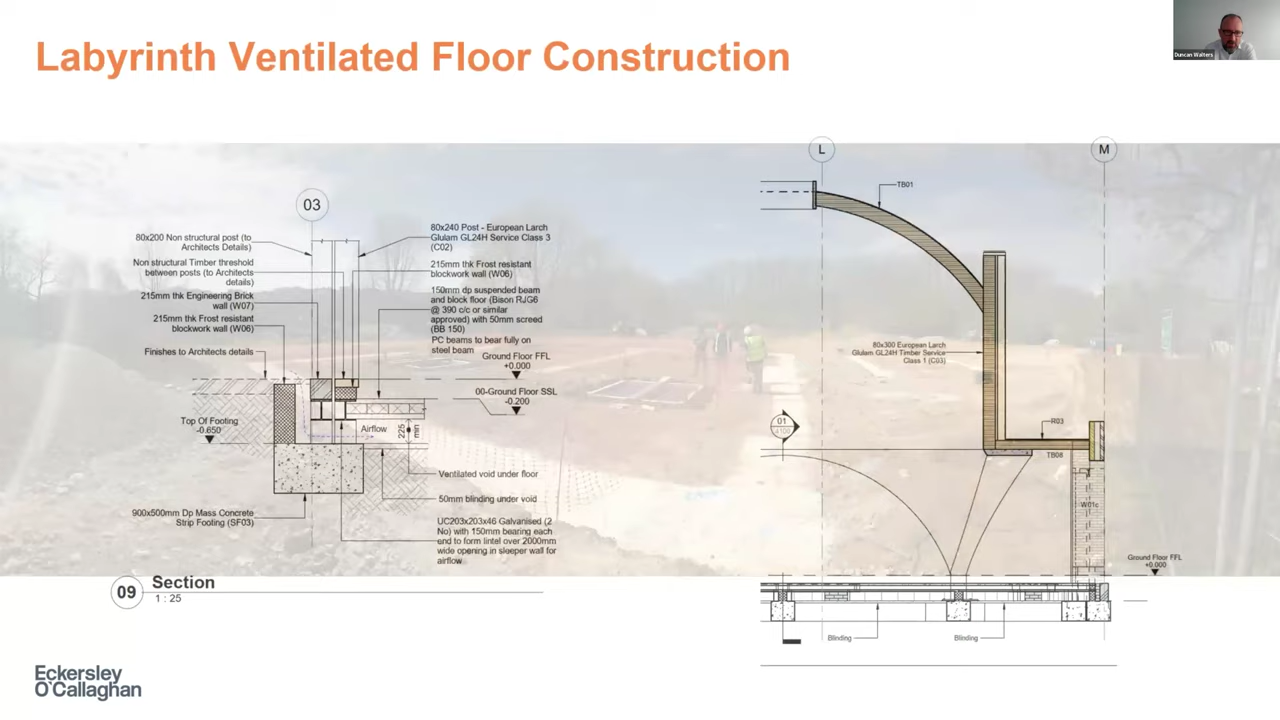 Labyrinth Ventilated Floor Construction
Duncan Walters
03
80x200 Non structural post (to
Architects Details)
Non structural Timber threshold
between posts (to Architects
details)
215mm thk Engineering Brick
wall (W07)
215mm thk Frost resistant
blockwork wall (W06)
Finishes to Architects details
Top Of Footing
-0.650
900x500mm Dp Mass Concrete
Strip Footing (SF03)
80x240 Post - European Larch
Glulam GL24H Service Class 3
(C02)
215mm thk Frost resistant
blockwork wall (W06)
150mm dp suspended beam
and block floor (Bison RJG6
@ 390 c/c or similar
approved) with 50mm screed
(BB 150)
PC beams to bear fully on
steel beam
Ground Floor FFL
+0.000
00-Ground Floor SSL
-0.200
Airflow
225
min
Ventilated void under floor
50mm blinding under void
UC203x203x46 Galvanised (2
No) with 150mm bearing each
end to form lintel over 2000mm
wide opening in sleeper wall for
airflow
09
Section
1 : 25
L
M
TB01
80x300 European Larch
Glulam GL24H Timber Service
Class 1 (C03)
01
R03
TB08
W01c
Ground Floor FFL
+0.000
Blinding
Blinding
Eckersley
O'Callaghan